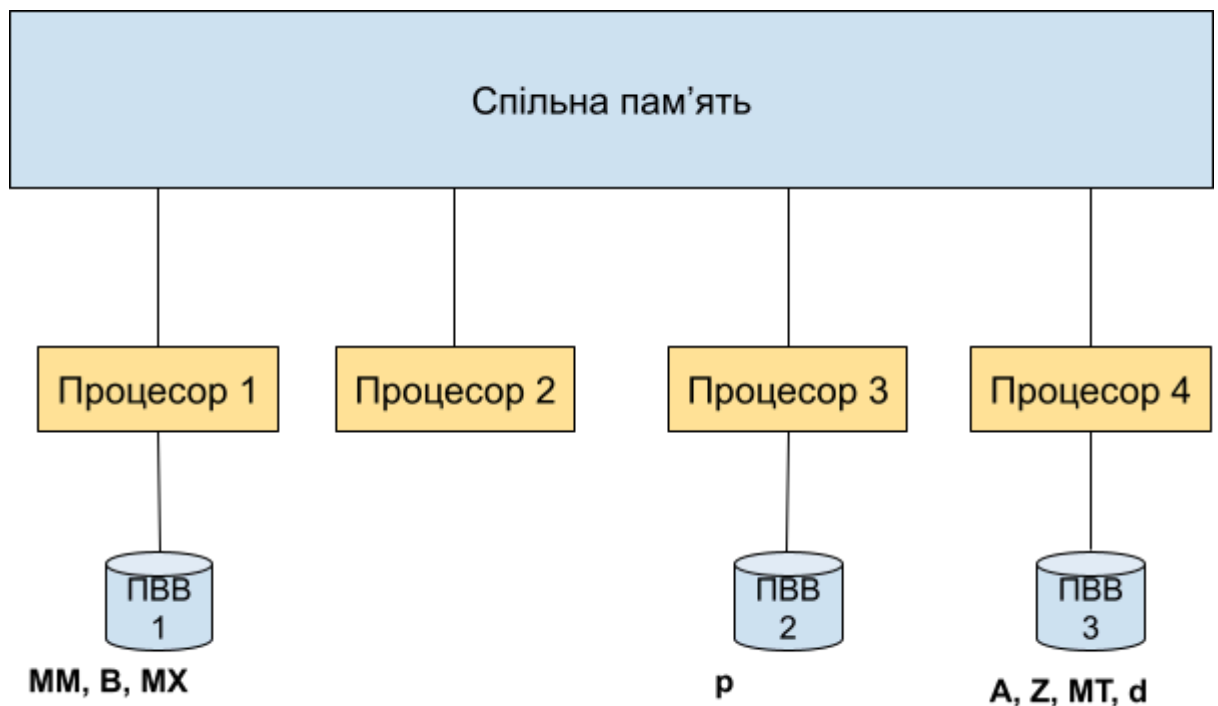 Спільна пам’ять
Процесор 1
Процесор 2
Процесор 3
Процесор 4
ПВВ
1
ПВВ
2
ПВВ
3
MM, B, MX
p
A, Z, MT, d